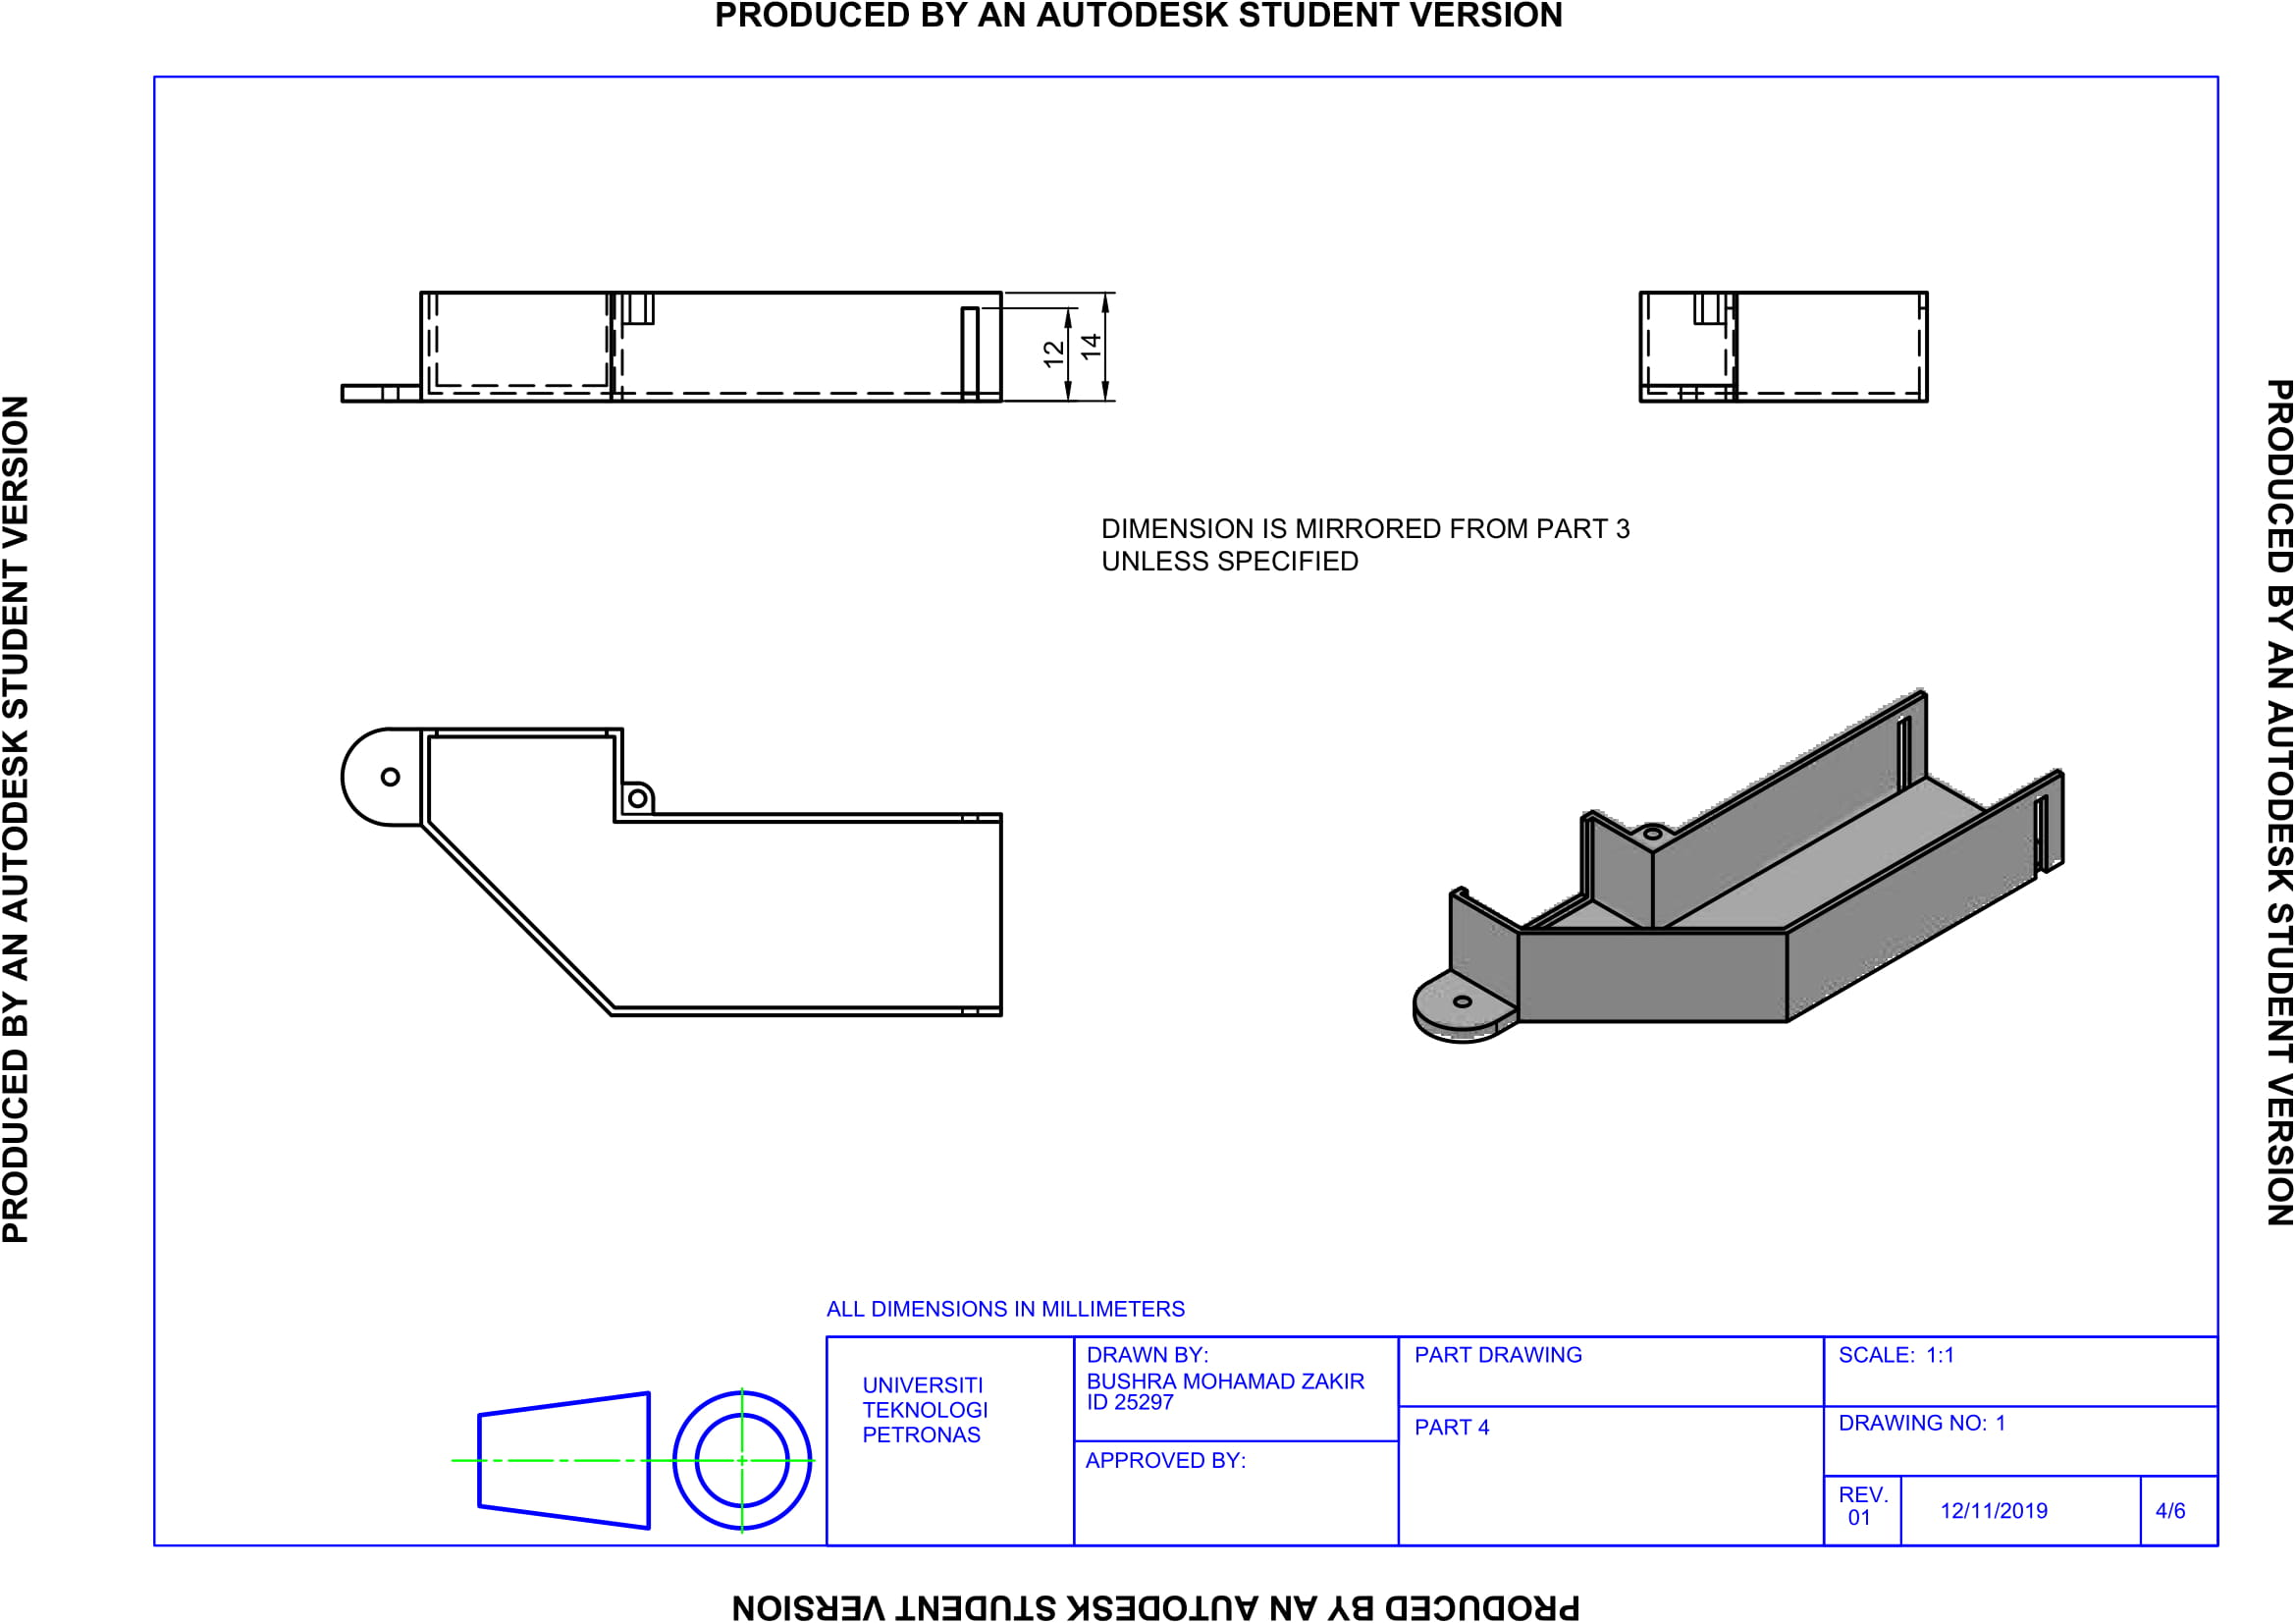 PRODUCED BY AN AUTODESK STUDENT VERSION
PRODUCED BY AN AUTODESK STUDENT VERSION
PRODUCED BY AN AUTODESK STUDENT VERSION
12
14
DIMENSION IS MIRRORED FROM PART 3
UNLESS SPECIFIED
ALL DIMENSIONS IN MILLIMETERS
UNIVERSITI
TEKNOLOGI
PETRONAS
DRAWN BY:
BUSHRA MOHAMAD ZAKIR
ID 25297
APPROVED BY:
PART DRAWING
PART 4
SCALE: 1:1
DRAWING NO: 1
REV.
01
12/11/2019
4/6
PRODUCED BY AN AUTODESK STUDENT VERSION